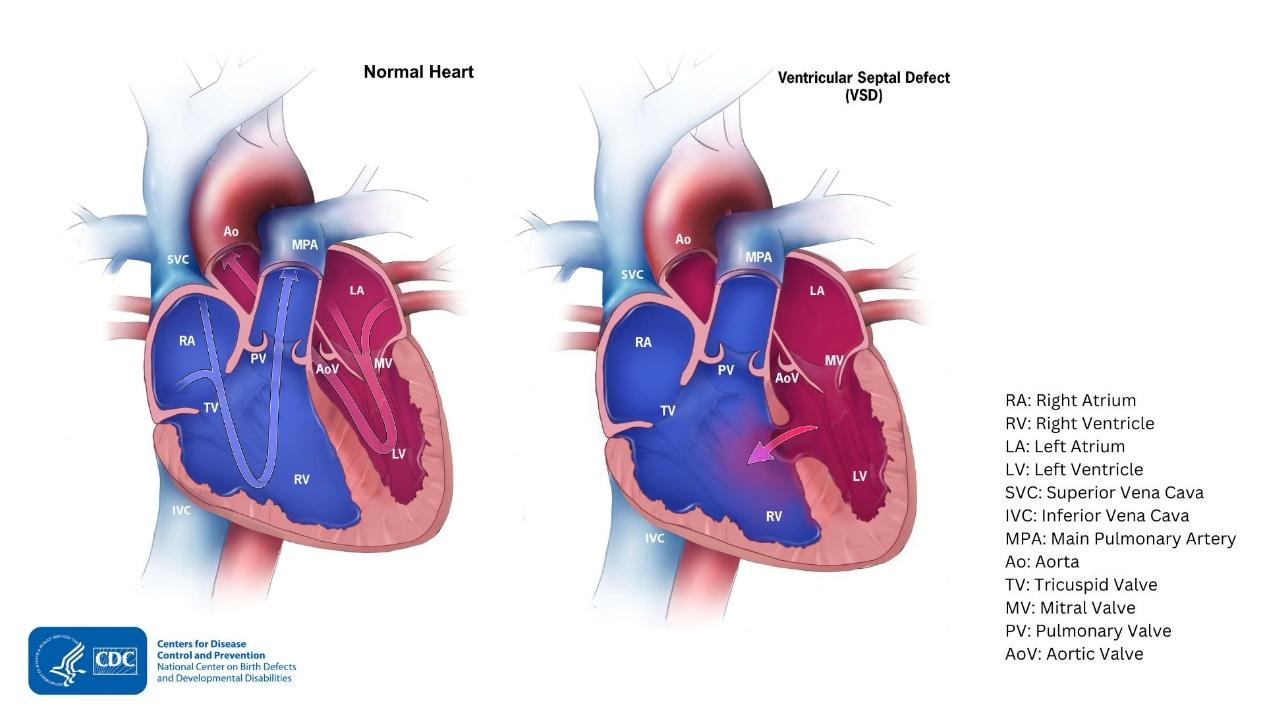 Normal Heart
Ao
MPA
SVC
LA
RA
PV
AoV
MV
TV
LV
RV
IVC
Ventricular Septal Defect
(VSD)
Ao
MPA
SVC
LA
RA
MV
PV
AoV
TV
LV
RV
IVC
RA: Right Atrium
RV: Right Ventricle
LA: Left Atrium
LV: Left Ventricle
SVC: Superior Vena Cava
IVC: Inferior Vena Cava
MPA: Main Pulmonary Artery
Ao: Aorta
TV: Tricuspid Valve
MV: Mitral Valve
PV: Pulmonary Valve
AoV: Aortic Valve
CDC
Centers for Disease
Control and Prevention
National Center on Birth Defects
and Developmental Disabilities